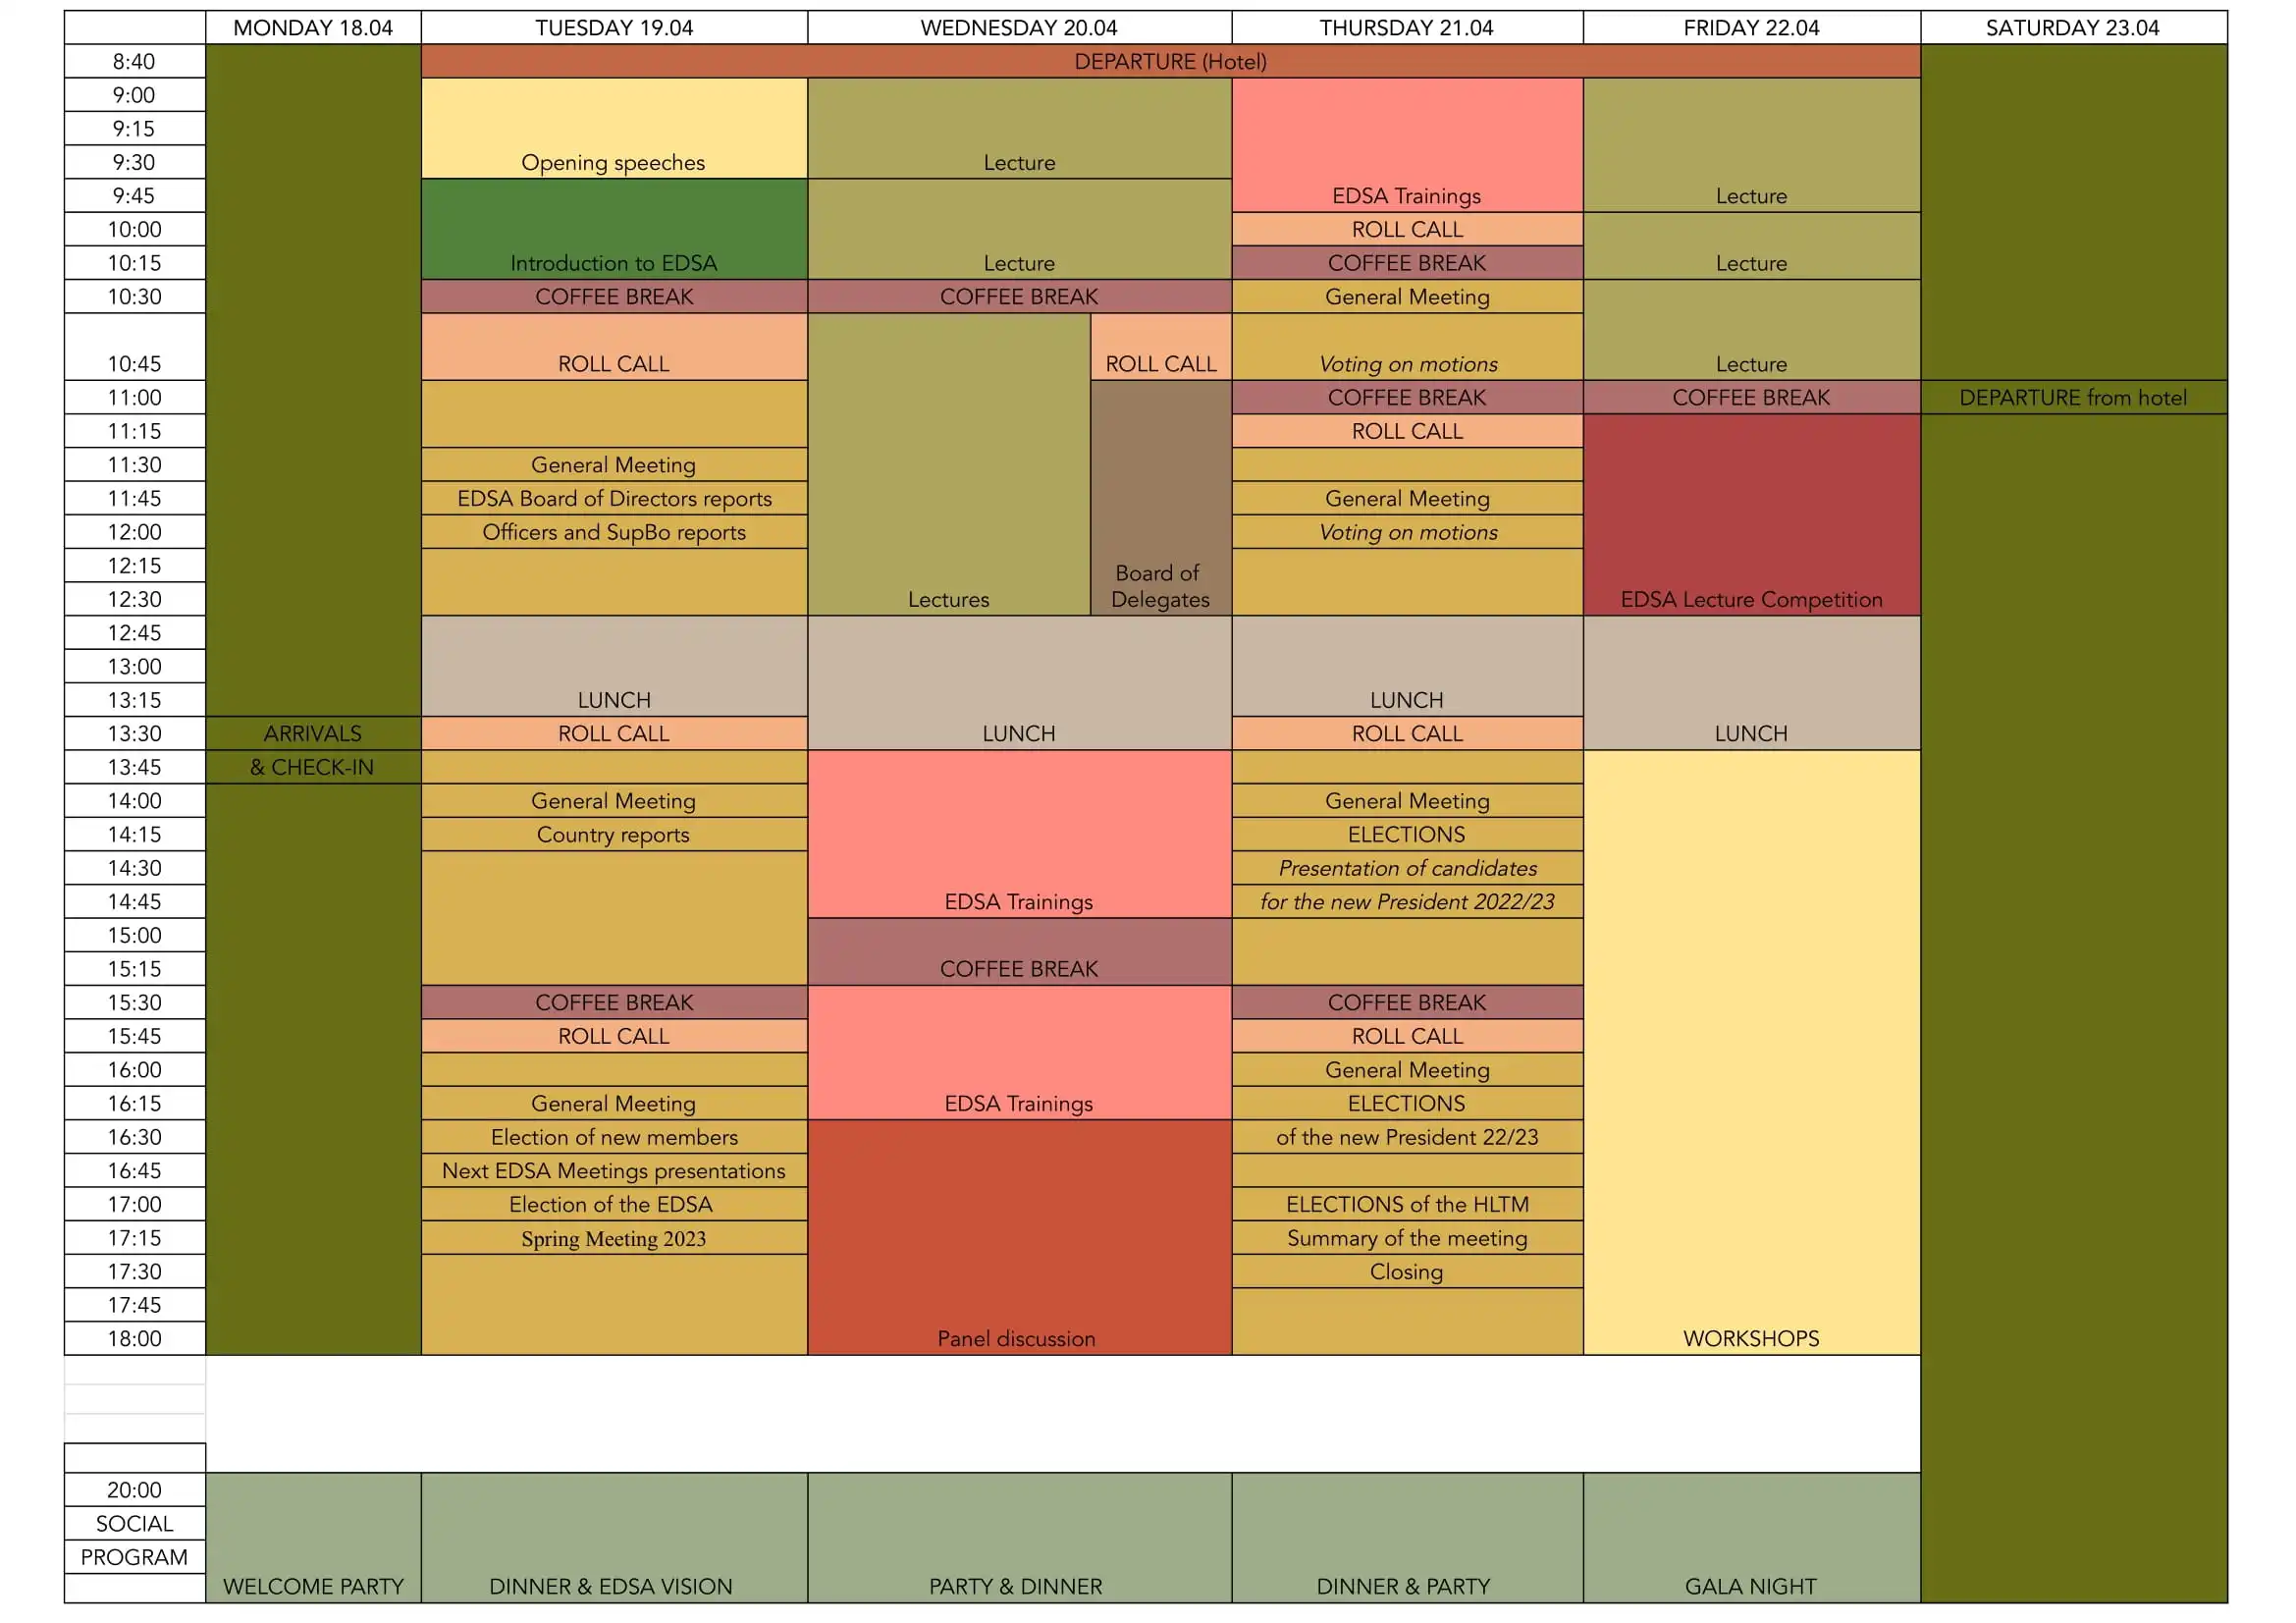 MONDAY 18.04 TUESDAY 19.04 WEDNESDAY 20.04 THURSDAY 21.04 FRIDAY 22.04 SATURDAY 23.04
8:40 DEPARTURE (Hotel)
9:00
9:15
9:30 Opening speeches Lecture
9:45 EDSA Trainings Lecture
10:00 ROLL CALL
10:15 Introduction to EDSA Lecture COFFEE BREAK Lecture
10:30 COFFEE BREAK COFFEE BREAK General Meeting
10:45 ROLL CALL ROLL CALL Voting on motions Lecture
11:00 COFFEE BREAK COFFEE BREAK DEPARTURE from hotel
11:15 ROLL CALL
11:30 General Meeting
11:45 EDSA Board of Directors reports General Meeting
12:00 Officers and SupBo reports Voting on motions
12:15 Board of
12:30 Lectures Delegates EDSA Lecture Competition
12:45
13:00
13:15 LUNCH LUNCH
13:30 ARRIVALS ROLL CALL LUNCH ROLL CALL LUNCH
13:45 & CHECK-IN
14:00 General Meeting General Meeting
14:15 Country reports ELECTIONS
14:30 Presentation of candidates
14:45 EDSA Trainings for the new President 2022/23
15:00
15:15 COFFEE BREAK
15:30 COFFEE BREAK COFFEE BREAK
15:45 ROLL CALL ROLL CALL
16:00 General Meeting
16:15 General Meeting EDSA Trainings ELECTIONS
16:30 Election of new members of the new President 22/23
16:45 Next EDSA Meetings presentations
17:00 Election of the EDSA ELECTIONS of the HLTM
17:15 Spring Meeting 2023 Summary of the meeting
17:30 Closing
17:45
18:00 Panel discussion WORKSHOPS
20:00
SOCIAL
PROGRAM
WELCOME PARTY DINNER & EDSA VISION PARTY & DINNER DINNER & PARTY GALA NIGHT